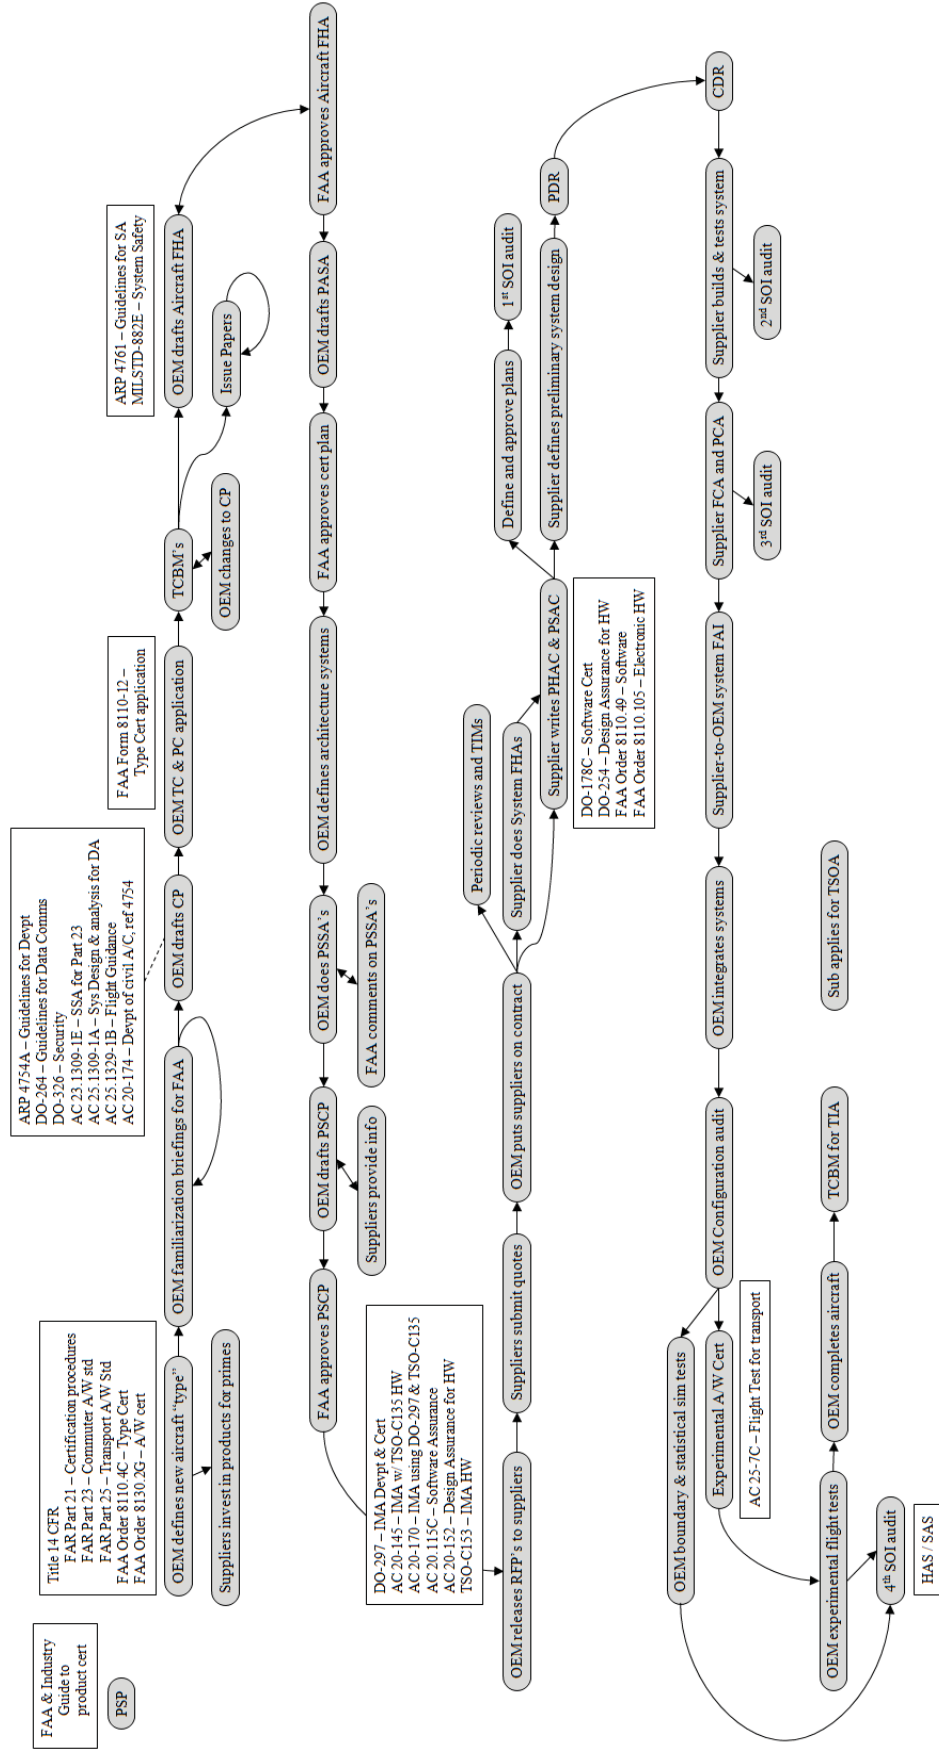 FAA & Industry
Guide to
product cert
PSP
Title 14 CFR
FAR Part 21 – Certification procedures
FAR Part 23 – Commuter A/W std
FAR Part 25 – Transport A/W Std
FAA Order 8110.4C – Type Cert
FAA Order 8130.2G – A/W cert
OEM defines new aircraft “type”
Suppliers invest in products for primes
OEM familiarization briefings for FAA
ARP 4754A – Guidelines for Devpt
DO-264 – Guidelines for Data Comms
DO-326 – Security
AC 23.1309-1E – SSA for Part 23
AC 25.1309-1A – Sys Design & analysis for DA
AC 25.1329-1B – Flight Guidance
AC 20-174 – Devpt of civil A/C, ref 4754
OEM drafts CP
OEM TC & PC application
FAA Form 8110-12 –
Type Cert application
TCBM’s
OEM changes to CP
ARP 4761 – Guidelines for SA
MILSTD-882E – System Safety
OEM drafts Aircraft FHA
Issue Papers
FAA approves Aircraft FHA
OEM drafts PASA
FAA approves cert plan
OEM defines architecture systems
OEM does PSSA’s
FAA comments on PSSA’s
OEM drafts PSCP
Suppliers provide info
FAA approves PSCP
DO-297 – IMA Devpt & Cert
AC 20-145 – IMA w/ TSO-C135 HW
AC 20-170 – IMA using DO-297 & TSO-C135
AC 20.115C – Software Assurance
AC 20-152 – Design Assurance for HW
TSO-C153 – IMA HW
OEM releases RFP’s to suppliers
Suppliers submit quotes
OEM puts suppliers on contract
Periodic reviews and TIMs
Supplier does System FHAs
Supplier writes PHAC & PSAC
DO-178C – Software Cert
DO-254 – Design Assurance for HW
FAA Order 8110.49 – Software
FAA Order 8110.105 – Electronic HW
Define and approve plans
1st SOI audit
Supplier defines preliminary system design
PDR
CDR
Supplier builds & tests system
2nd SOI audit
Supplier FCA and PCA
3rd SOI audit
Supplier-to-OEM system FAI
OEM integrates systems
OEM Configuration audit
OEM boundary & statistical sim tests
Experimental A/W Cert
AC 25-7C – Flight Test for transport
OEM experimental flight tests
4th SOI audit
HAS / SAS
OEM completes aircraft
TCBM for TIA
Sub applies for TSOA